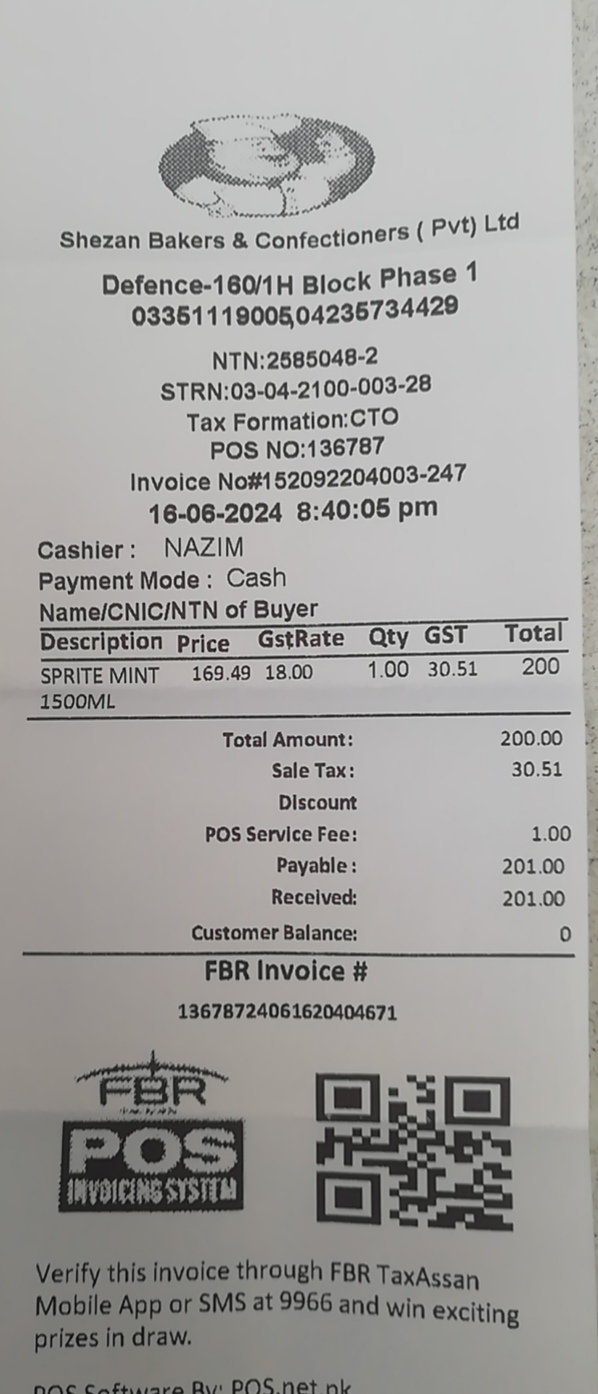 Shezan Bakers & Confectioners ( Pvt) Ltd
Defence-160/1H Block Phase 1
03351119005,04235734429
NTN:2585048-2
STRN:03-04-2100-003-28
Tax Formation:CTO
POS NO:136787
Invoice No#152092204003-247
16-06-2024 8:40:05 pm
Cashier : NAZIM
Payment Mode : Cash
Name/CNIC/NTN of Buyer
Description Price GstRate Qty GST Total
SPRITE MINT 169.49 18.00 1.00 30.51 200
1500ML
Total Amount: 200.00
Sale Tax: 30.51
Discount
POS Service Fee: 1.00
Payable : 201.00
Received: 201.00
Customer Balance: 0
FBR Invoice #
13678724061620404671
FBR
POS
INVOICING SYSTEM
Verify this invoice through FBR TaxAssan
Mobile App or SMS at 9966 and win exciting
prizes in draw.
POS Software By: POS.net.pk